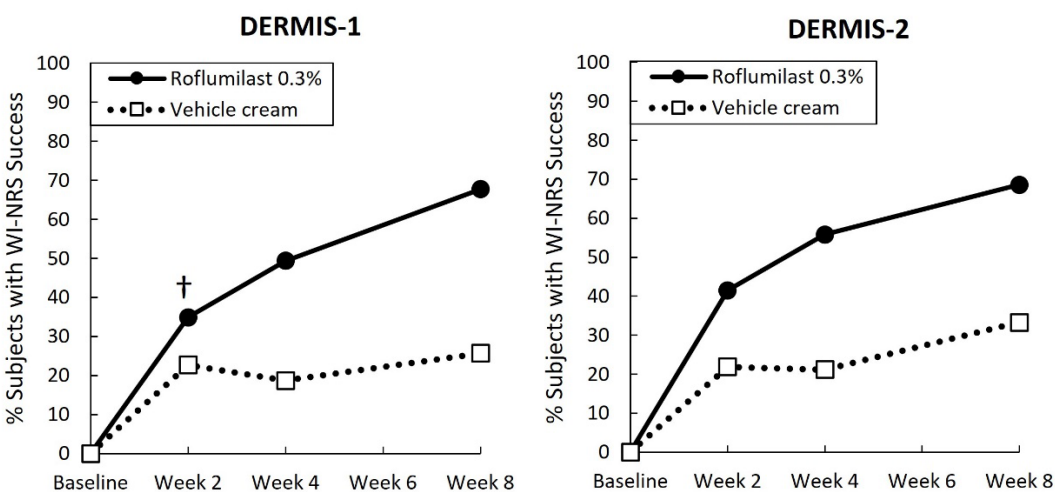 DERMIS-1
% Subjects with WI-NRS Success
100
90
80
70
60
50
40
30
20
10
0
Roflumilast 0.3%
Vehicle cream
†
Baseline Week 2 Week 4 Week 6 Week 8
DERMIS-2
% Subjects with WI-NRS Success
100
90
80
70
60
50
40
30
20
10
0
Roflumilast 0.3%
Vehicle cream
Baseline Week 2 Week 4 Week 6 Week 8